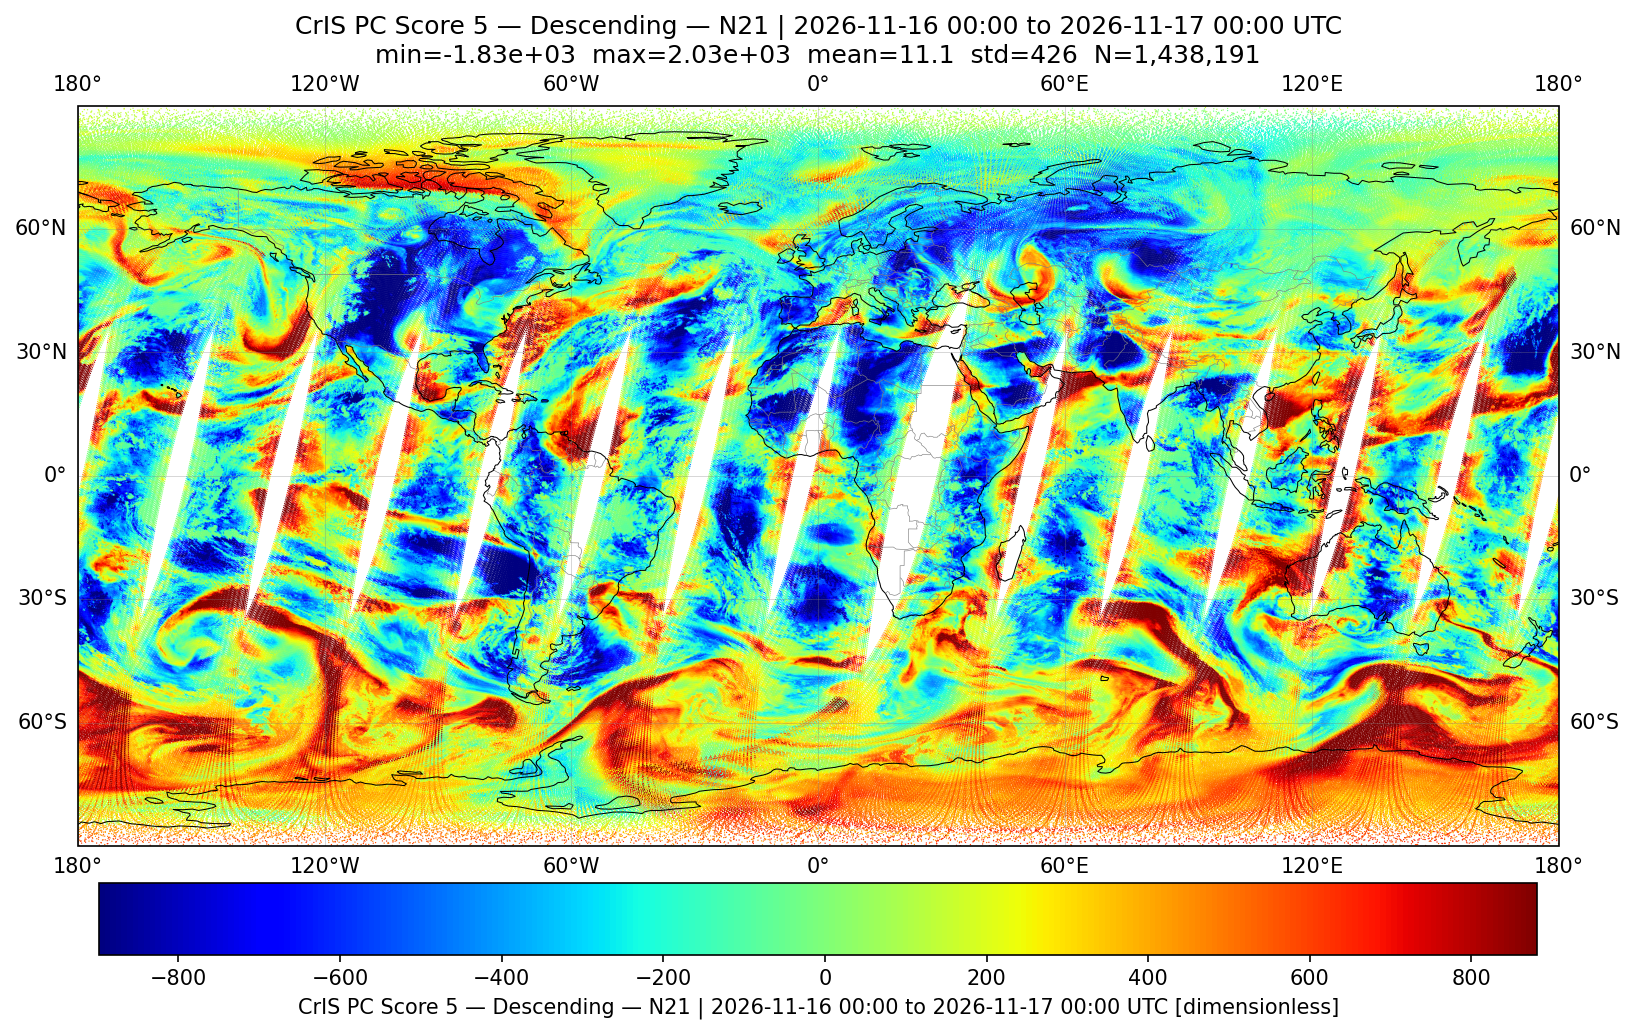 CrIS PC Score 5 — Descending — N21 | 2026-11-16 00:00 to 2026-11-17 00:00 UTC
min=-1.83e+03 max=2.03e+03 mean=11.1 std=426 N=1,438,191
180° 120°W 60°W 0° 60°E 120°E 180°
60°N 60°N
30°N 30°N
0° 0°
30°S 30°S
60°S 60°S
180° 120°W 60°W 0° 60°E 120°E 180°
−800 −600 −400 −200 0 200 400 600 800
CrIS PC Score 5 — Descending — N21 | 2026-11-16 00:00 to 2026-11-17 00:00 UTC [dimensionless]